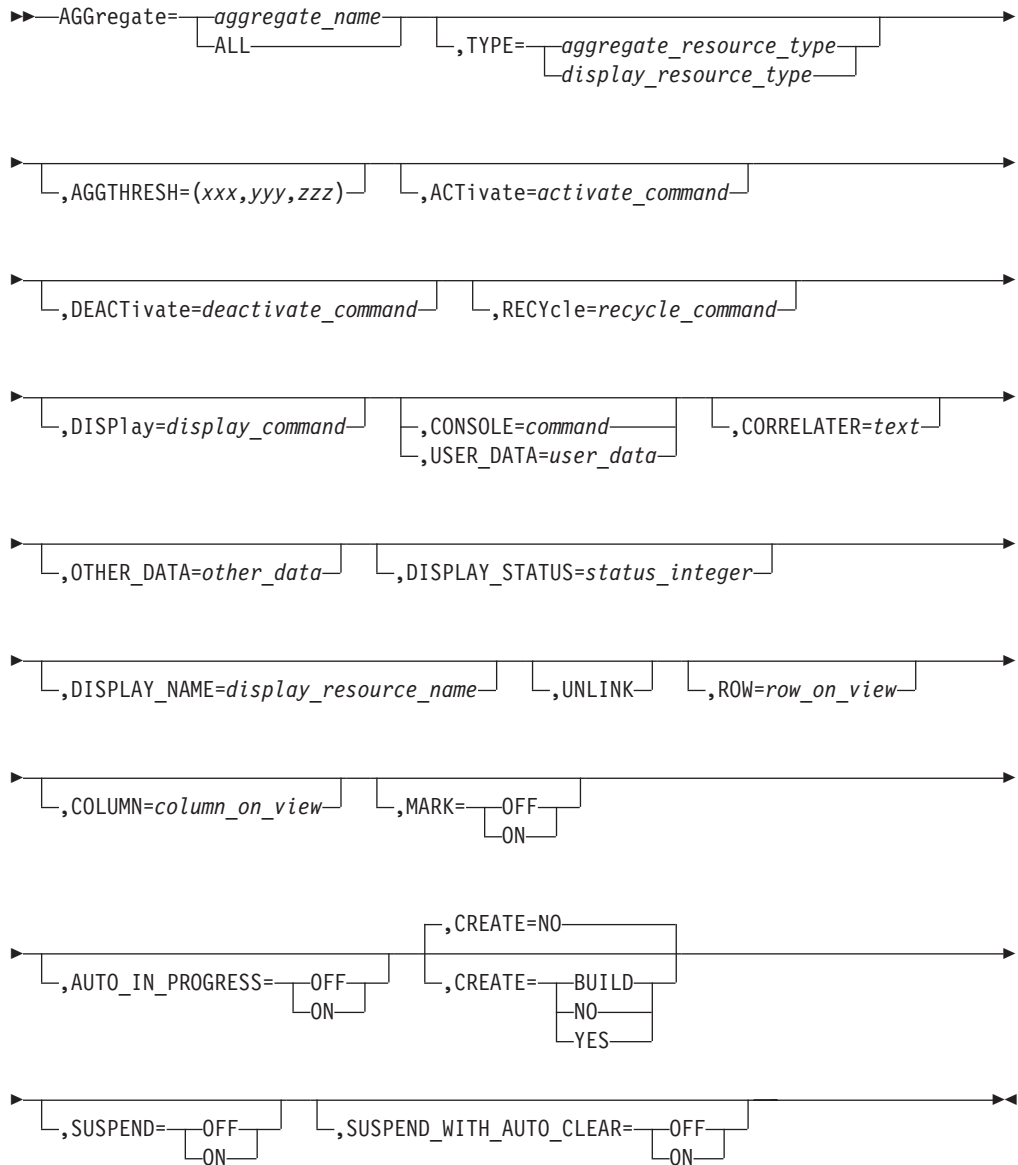 AGGregate= aggregate_name
ALL
,TYPE= aggregate_resource_type
display_resource_type
,AGGTHRESH=(xxx,yyy,zzz) ,ACTivate=activate_command
,DEACTivate=deactivate_command ,RECYcle=recycle_command
,DISPlay=display_command ,CONSOLE=command
,USER_DATA=user_data
,CORRELATER=text
,OTHER_DATA=other_data ,DISPLAY_STATUS=status_integer
,DISPLAY_NAME=display_resource_name ,UNLINK ,ROW=row_on_view
,COLUMN=column_on_view ,MARK= OFF
ON
,CREATE=NO
,AUTO_IN_PROGRESS= OFF
ON
,CREATE= BUILD
NO
YES
,SUSPEND= OFF
ON
,SUSPEND_WITH_AUTO_CLEAR= OFF
ON